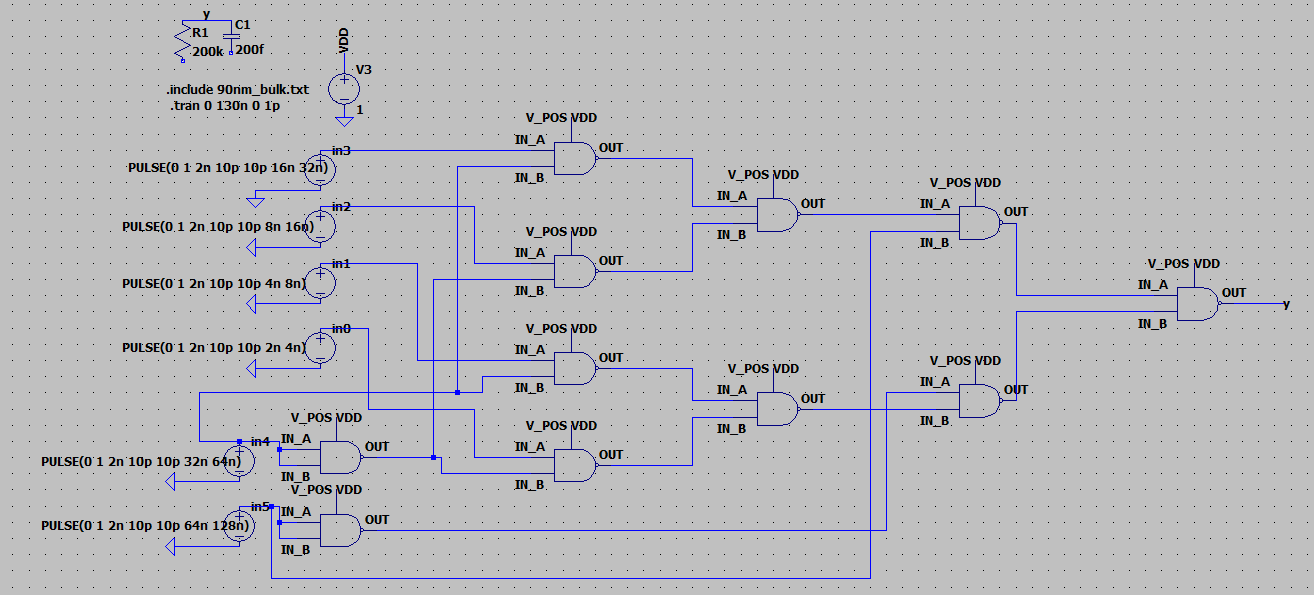 y
R1
200k
C1
200f
VDD
V3
1
.include 90nm_bulk.txt
.tran 0 130n 0 1p
in3
PULSE(0 1 2n 10p 10p 16n 32n)
in2
PULSE(0 1 2n 10p 10p 8n 16n)
in1
PULSE(0 1 2n 10p 10p 4n 8n)
in0
PULSE(0 1 2n 10p 10p 2n 4n)
in4
PULSE(0 1 2n 10p 10p 32n 64n)
in5
PULSE(0 1 2n 10p 10p 64n 128n)
V_POS VDD
IN_A
IN_B
OUT
V_POS VDD
IN_A
IN_B
OUT
V_POS VDD
IN_A
IN_B
OUT
V_POS VDD
IN_A
IN_B
OUT
V_POS VDD
IN_A
IN_B
OUT
V_POS VDD
IN_A
IN_B
OUT
V_POS VDD
IN_A
IN_B
OUT
V_POS VDD
IN_A
IN_B
OUT
V_POS VDD
IN_A
IN_B
OUT
V_POS VDD
IN_A
IN_B
OUT
V_POS VDD
IN_A
IN_B
OUT
y